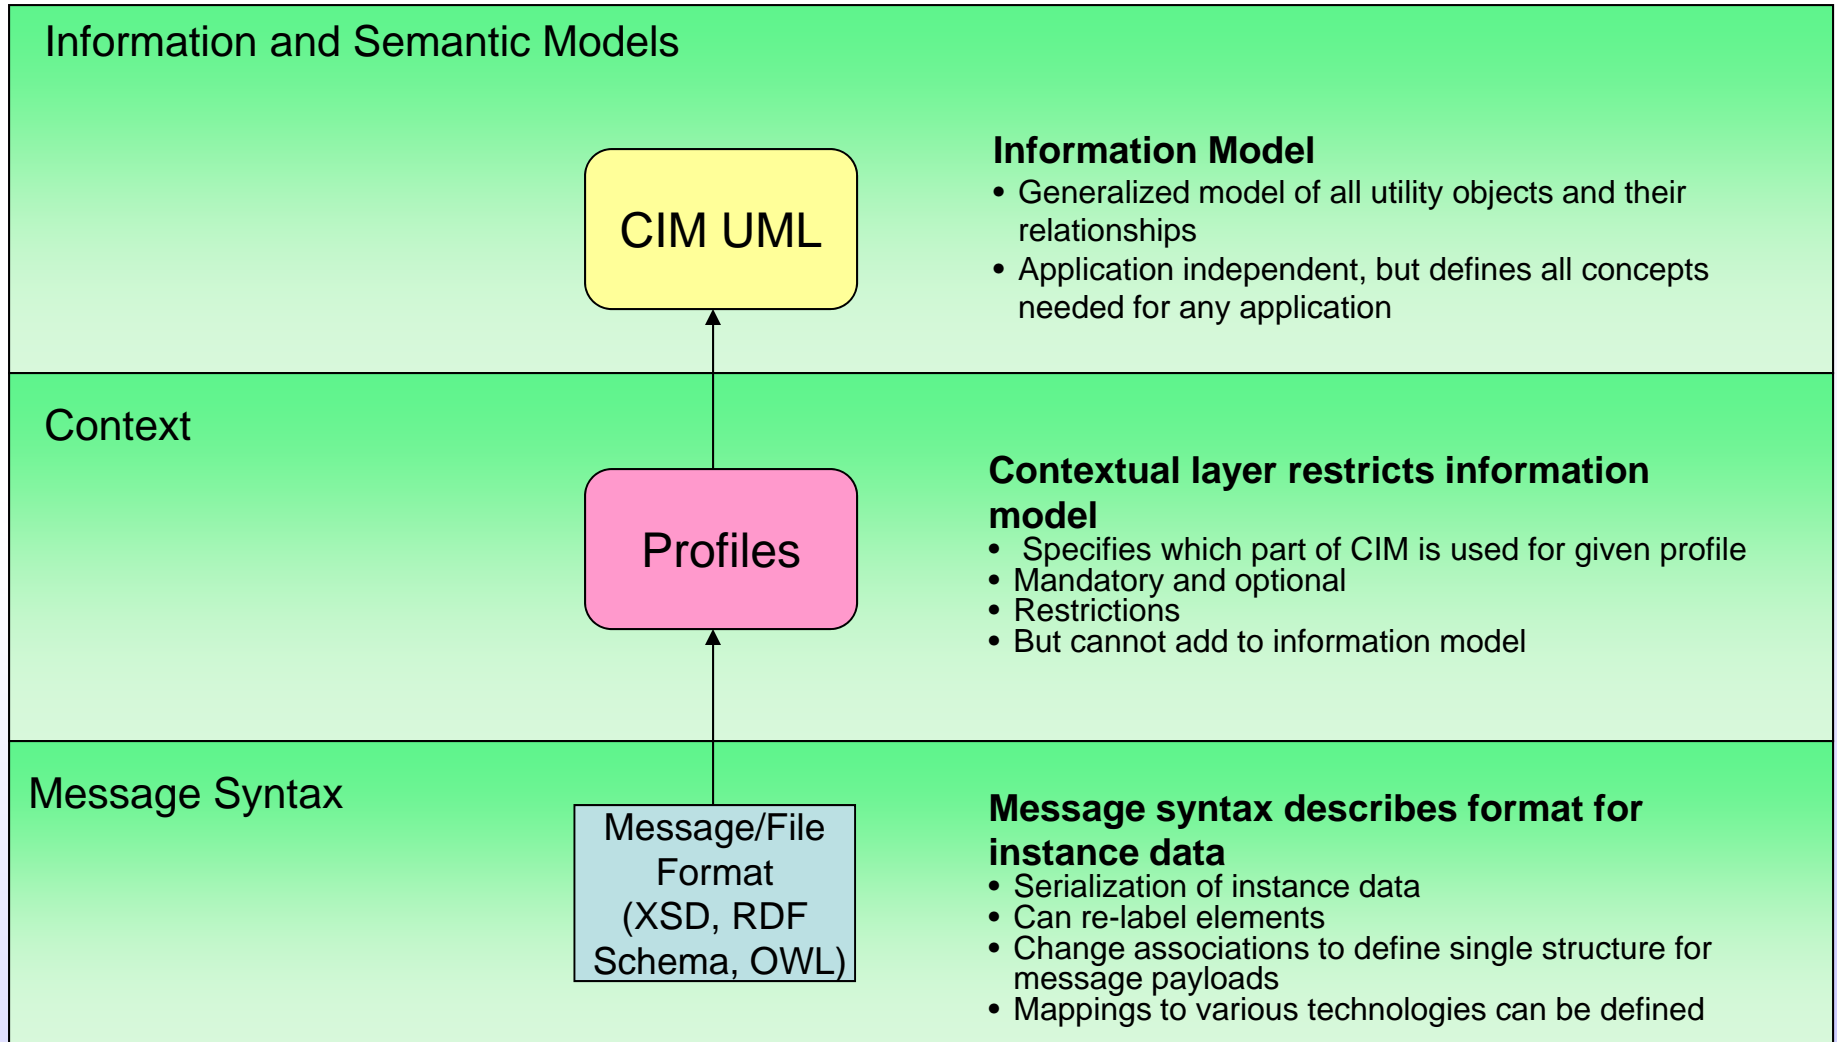 Information and Semantic Models
CIM UML
Information Model
• Generalized model of all utility objects and their
relationships
• Application independent, but defines all concepts
needed for any application
Context
Profiles
Contextual layer restricts information
model
• Specifies which part of CIM is used for given profile
• Mandatory and optional
• Restrictions
• But cannot add to information model
Message Syntax
Message/File
Format
(XSD, RDF
Schema, OWL)
Message syntax describes format for
instance data
• Serialization of instance data
• Can re-label elements
• Change associations to define single structure for
message payloads
• Mappings to various technologies can be defined